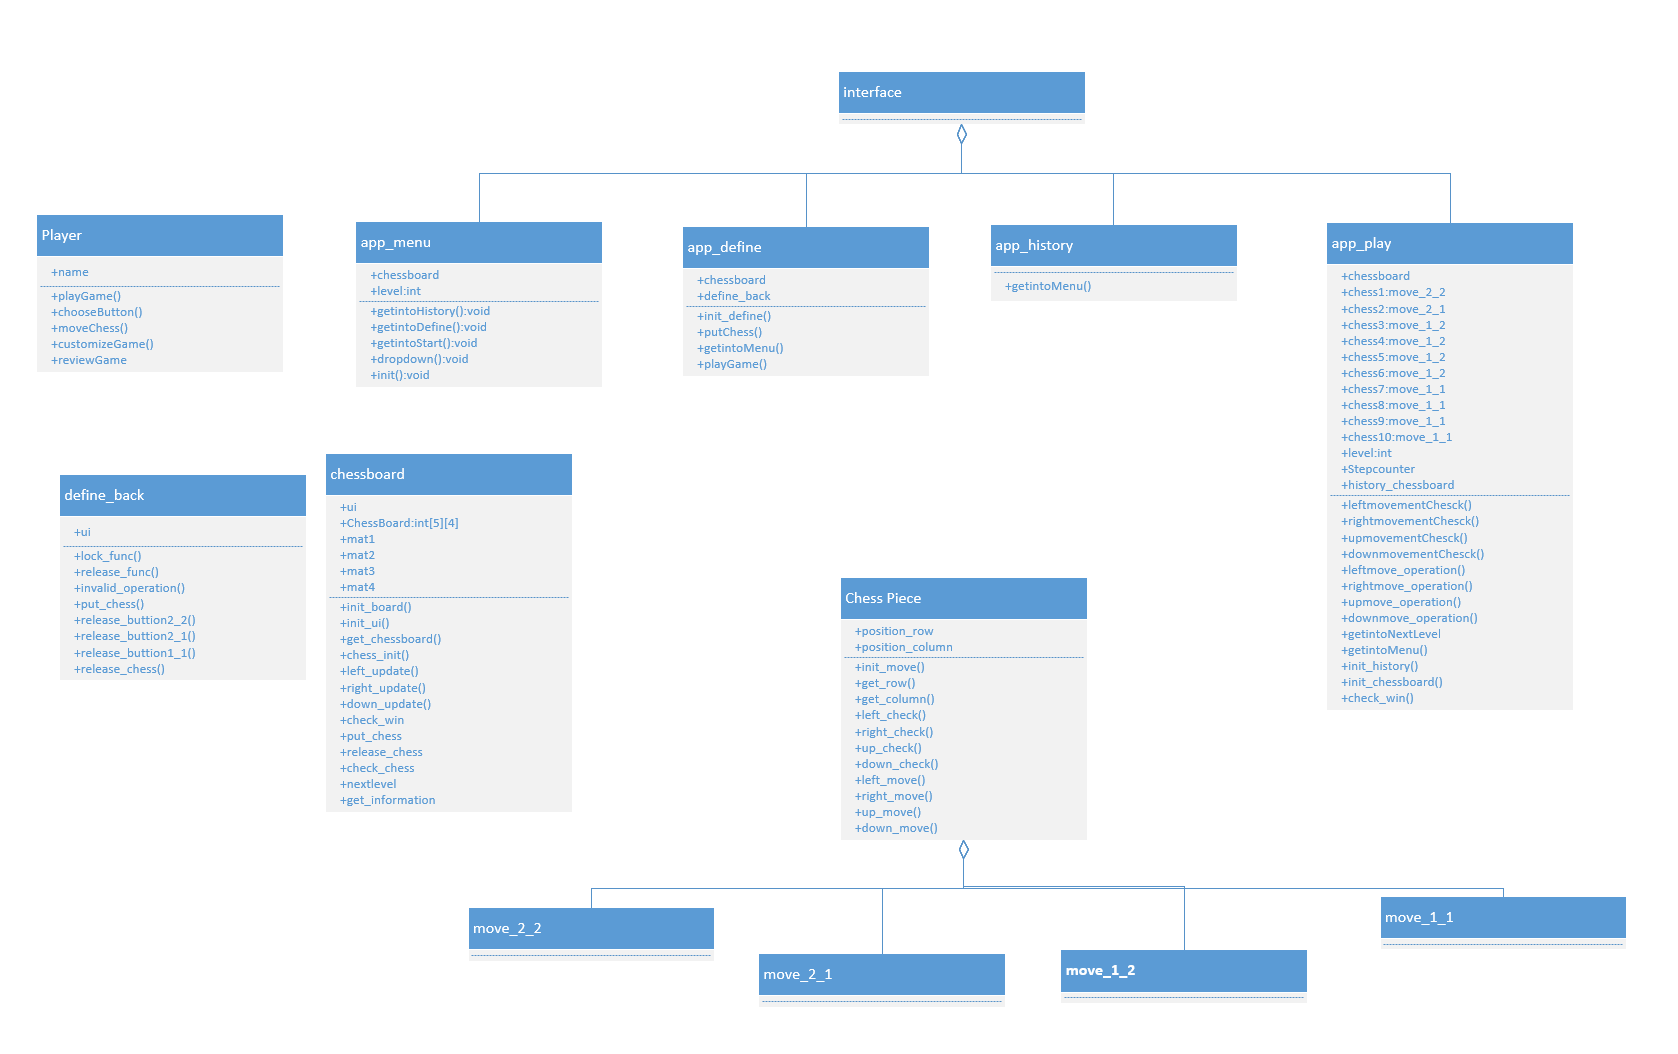 interface
Player
+name
+playGame()
+chooseButton()
+moveChess()
+customizeGame()
+reviewGame
app_menu
+chessboard
+level:int
+getintoHistory():void
+getintoDefine():void
+getintoStart():void
+dropdown():void
+init():void
app_define
+chessboard
+define_back
+init_define()
+putChess()
+getintoMenu()
+playGame()
app_history
+getintoMenu()
app_play
+chessboard
+chess1:move_2_2
+chess2:move_2_1
+chess3:move_1_2
+chess4:move_1_2
+chess5:move_1_2
+chess6:move_1_2
+chess7:move_1_1
+chess8:move_1_1
+chess9:move_1_1
+chess10:move_1_1
+level:int
+Stepcounter
+history_chessboard
+leftmovementChesck()
+rightmovementChesck()
+upmovementChesck()
+downmovementChesck()
+leftmove_operation()
+rightmove_operation()
+upmove_operation()
+downmove_operation()
+getintoNextLevel
+getintoMenu()
+init_history()
+init_chessboard()
+check_win()
define_back
+ui
+lock_func()
+release_func()
+invalid_operation()
+put_chess()
+release_buttion2_2()
+release_buttion2_1()
+release_buttion1_1()
+release_chess()
chessboard
+ui
+ChessBoard:int[5][4]
+mat1
+mat2
+mat3
+mat4
+init_board()
+init_ui()
+get_chessboard()
+chess_init()
+left_update()
+right_update()
+down_update()
+check_win
+put_chess
+release_chess
+check_chess
+nextlevel
+get_information
Chess Piece
+position_row
+position_column
+init_move()
+get_row()
+get_column()
+left_check()
+right_check()
+up_check()
+down_check()
+left_move()
+right_move()
+up_move()
+down_move()
move_2_2
move_2_1
move_1_2
move_1_1